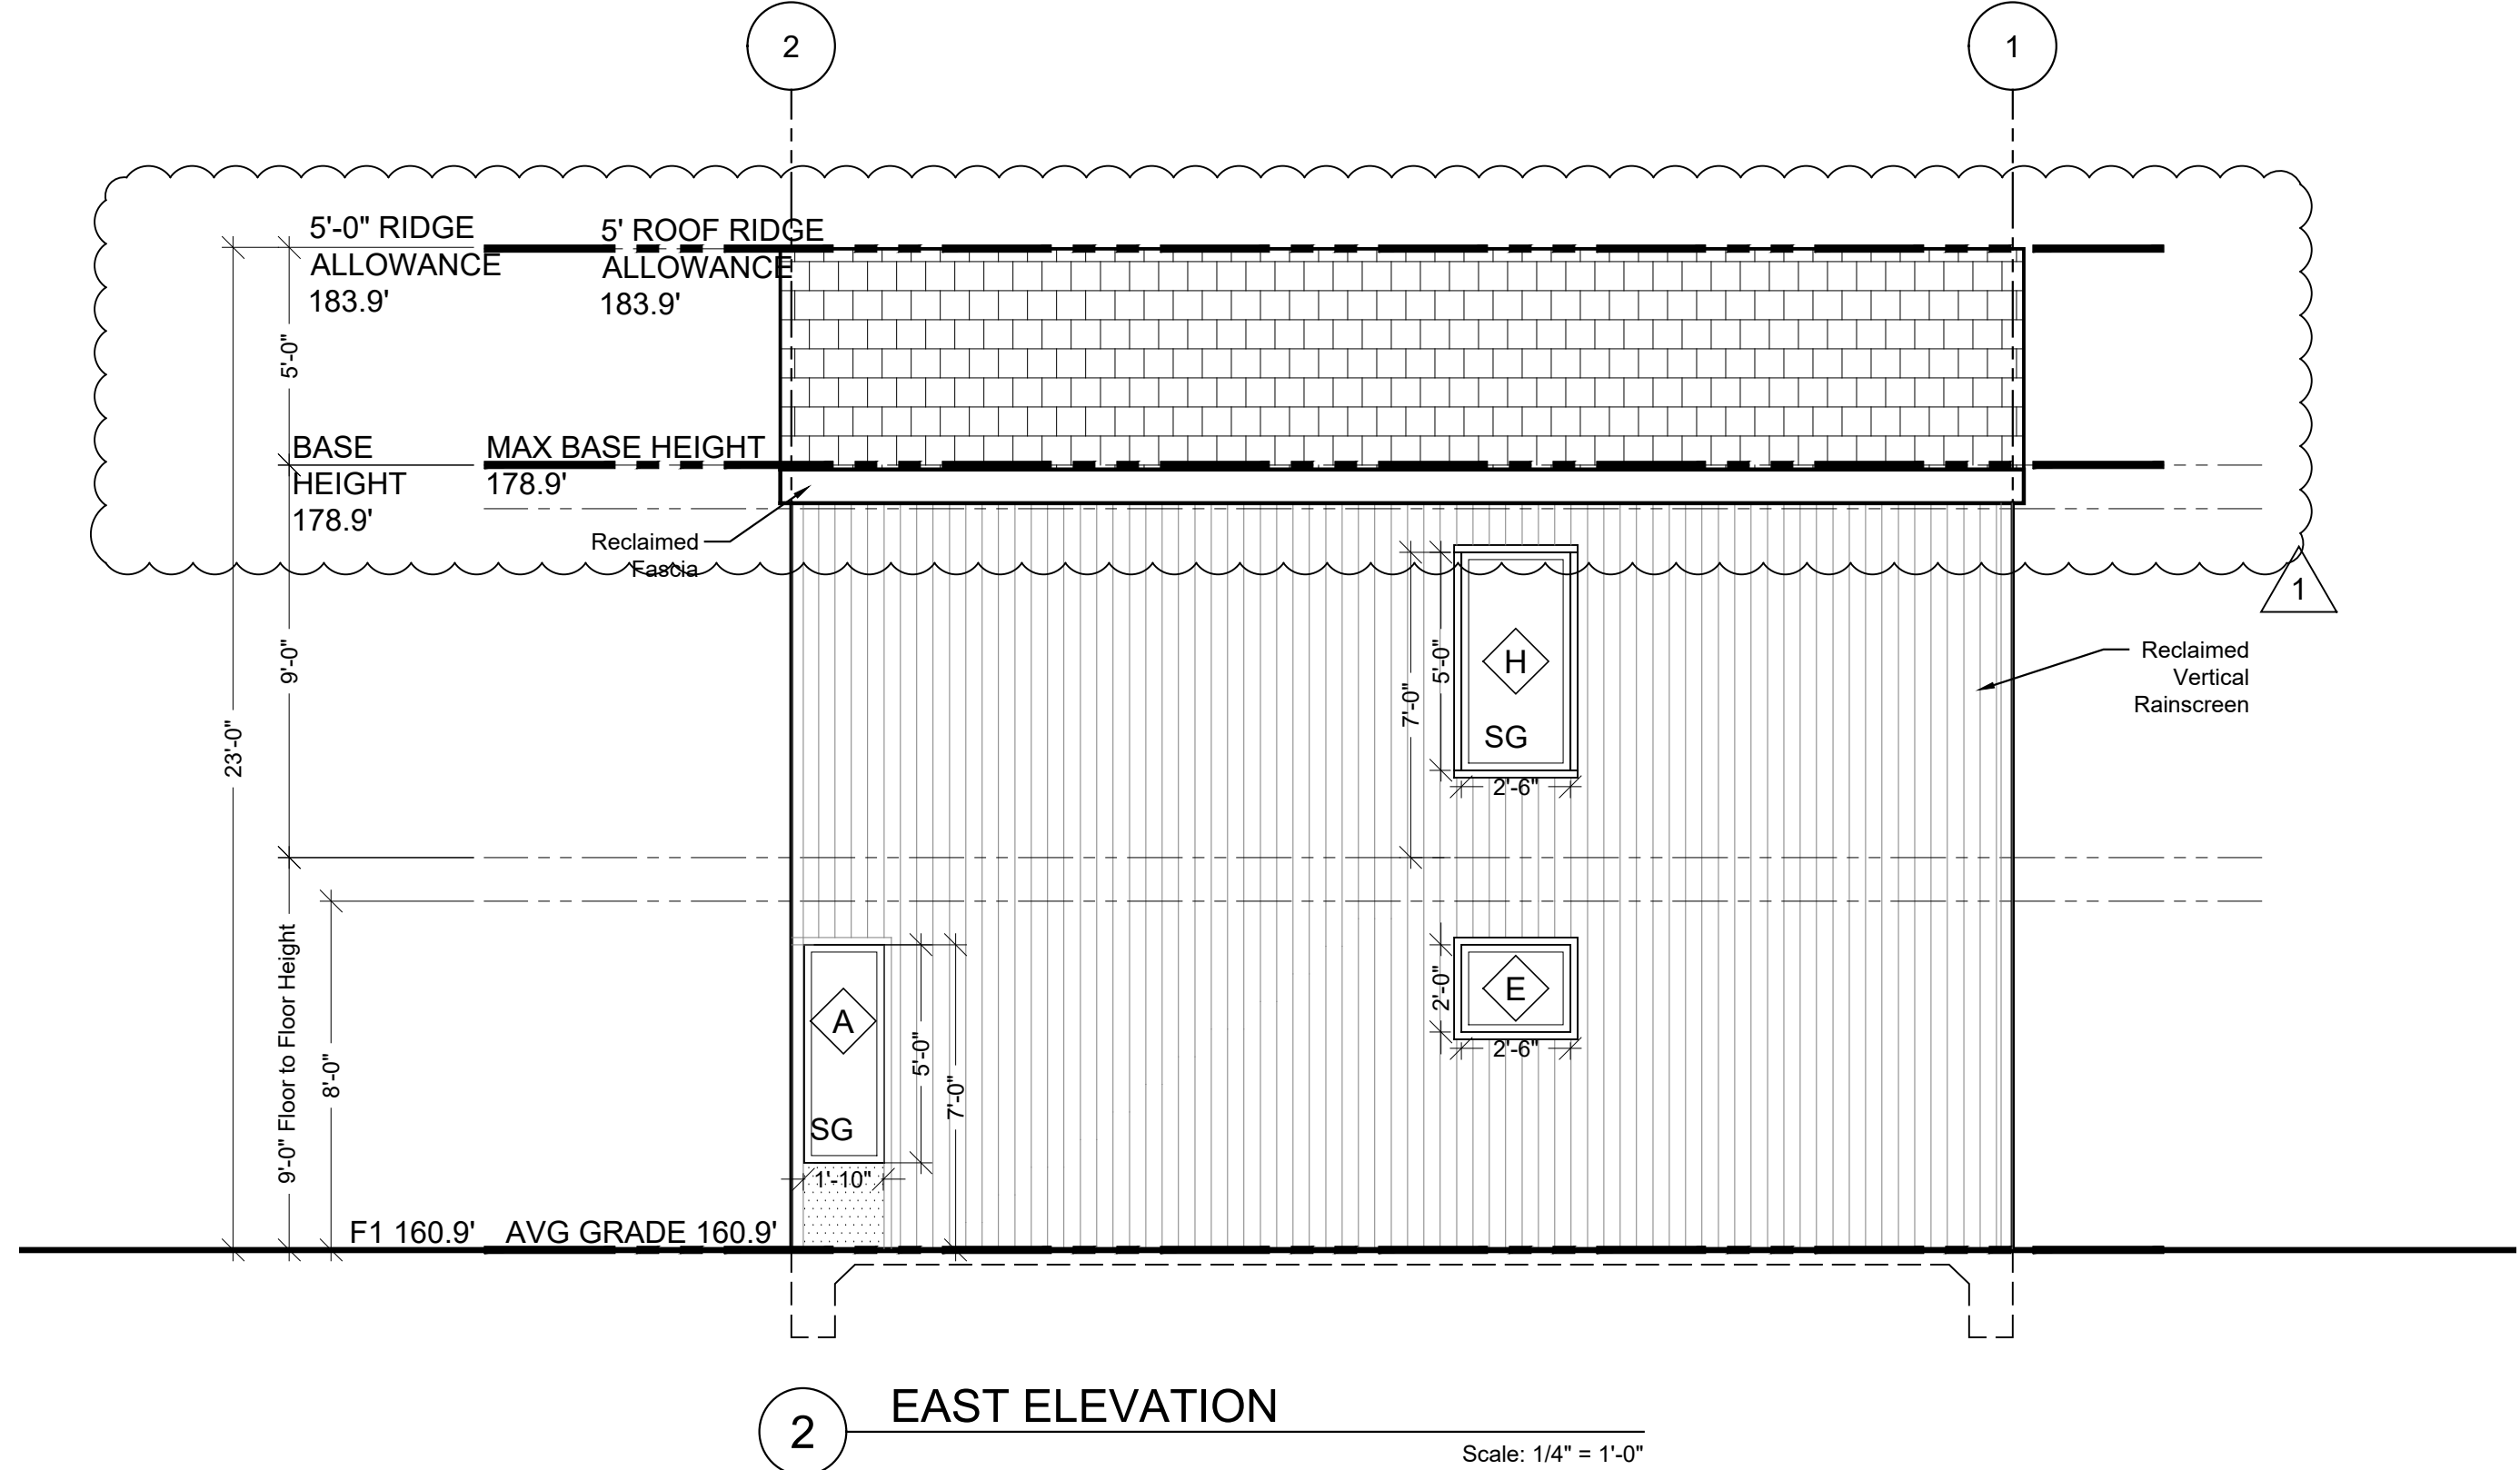 2
1
5'-0" RIDGE
ALLOWANCE
183.9'
5' ROOF RIDGE
ALLOWANCE
183.9'
5'-0"
BASE
HEIGHT
178.9'
MAX BASE HEIGHT
178.9'
Reclaimed
Fascia
1
Reclaimed
Vertical
Rainscreen
9'-0"
23'-0"
7'-0"
5'-0"
H
SG
2'-6"
9'-0" Floor to Floor Height
8'-0"
A
SG
5'-0"
7'-0"
1'-10"
2'-0"
E
2'-6"
F1 160.9'
AVG GRADE 160.9'
2
EAST ELEVATION
Scale: 1/4" = 1'-0"